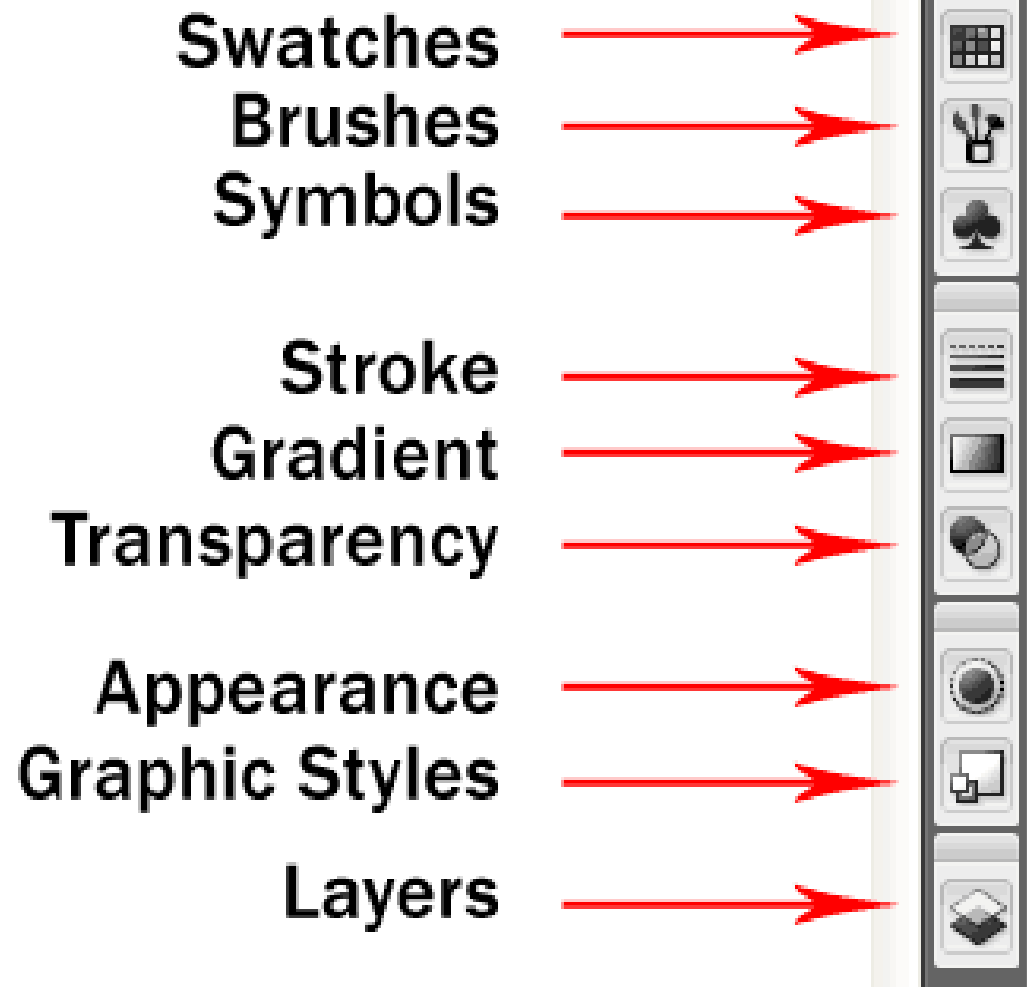 Swatches
Brushes
Symbols
Stroke
Gradient
Transparency
Appearance
Graphic Styles
Layers